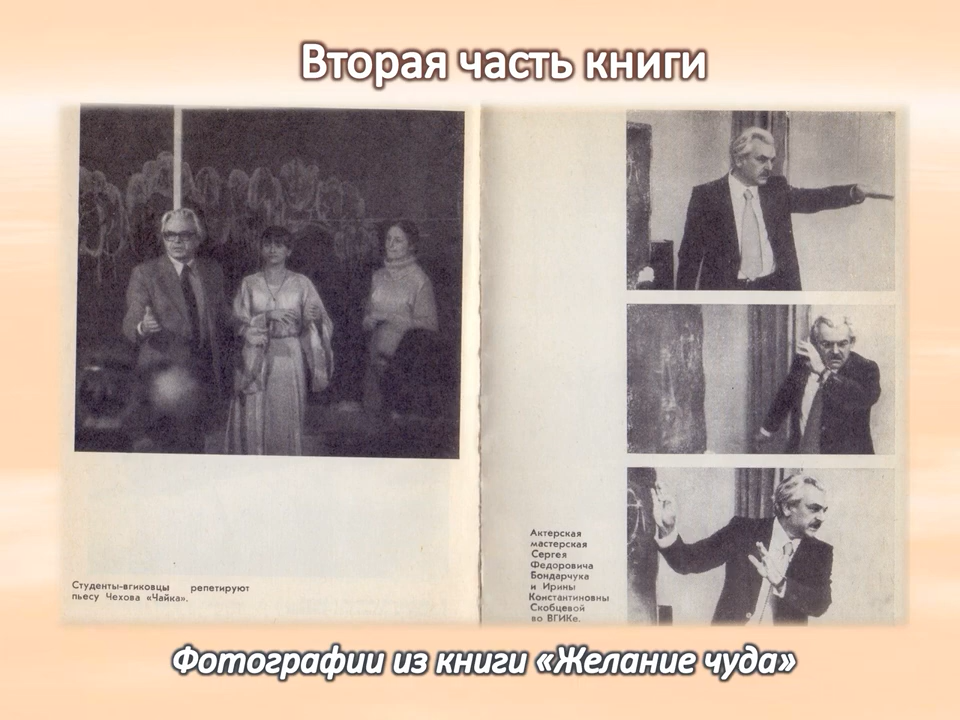 Вторая часть книги
Студенты-вгиковцы репетируют
пьесу Чехова «Чайка».
Актерская
мастерская
Сергея
Федоровича
Бондарчука
и Ирины
Константиновны
Скобцевой
во ВГИКе.
Фотографии из книги «Желание чуда»